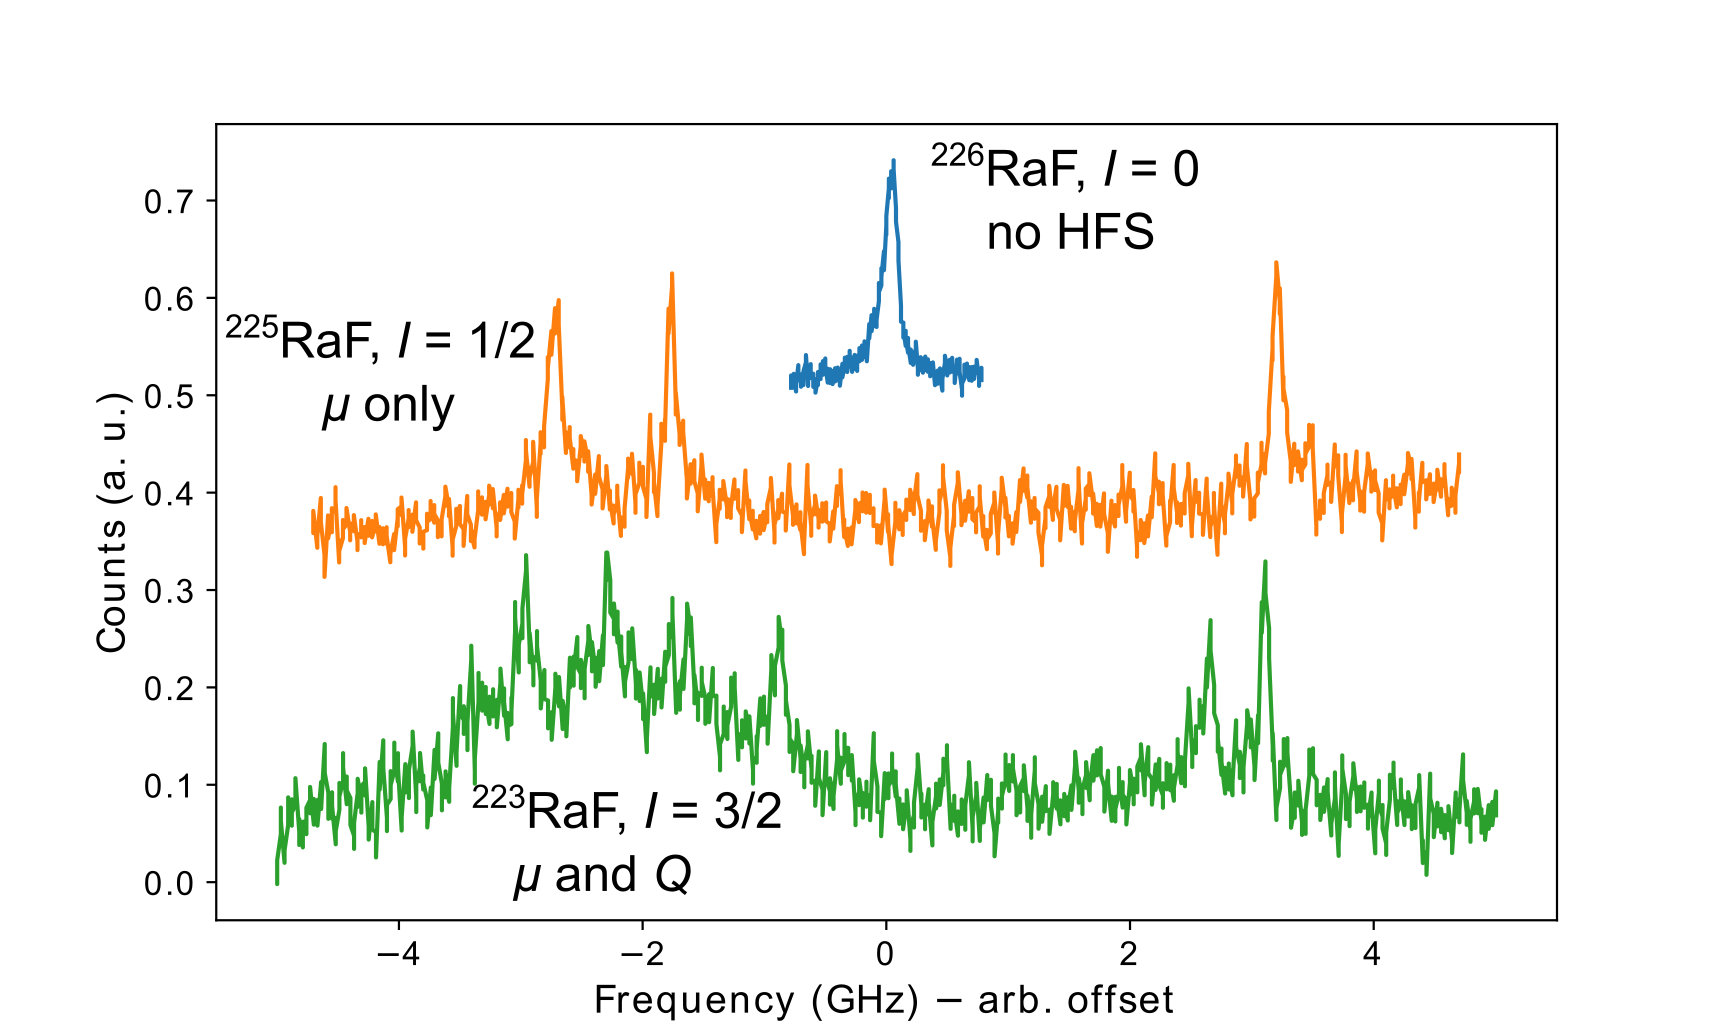 ²²⁶RaF, I = 0
no HFS
²²⁵RaF, I = 1/2
μ only
²²³RaF, I = 3/2
μ and Q
Counts (a. u.)
0.7
0.6
0.5
0.4
0.3
0.2
0.1
0.0
−4 −2 0 2 4
Frequency (GHz) − arb. offset